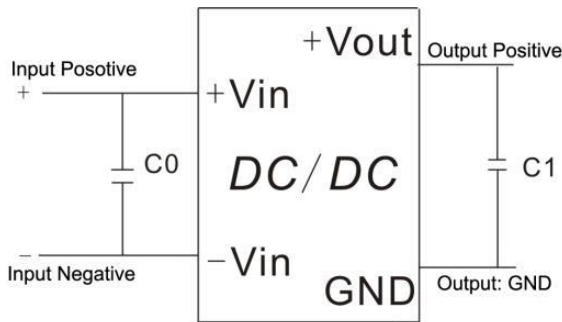 +Vout
Output Positive
Input Posotive
+
+Vin
C0
DC/DC
C1
−
−Vin
Input Negative
GND
Output: GND